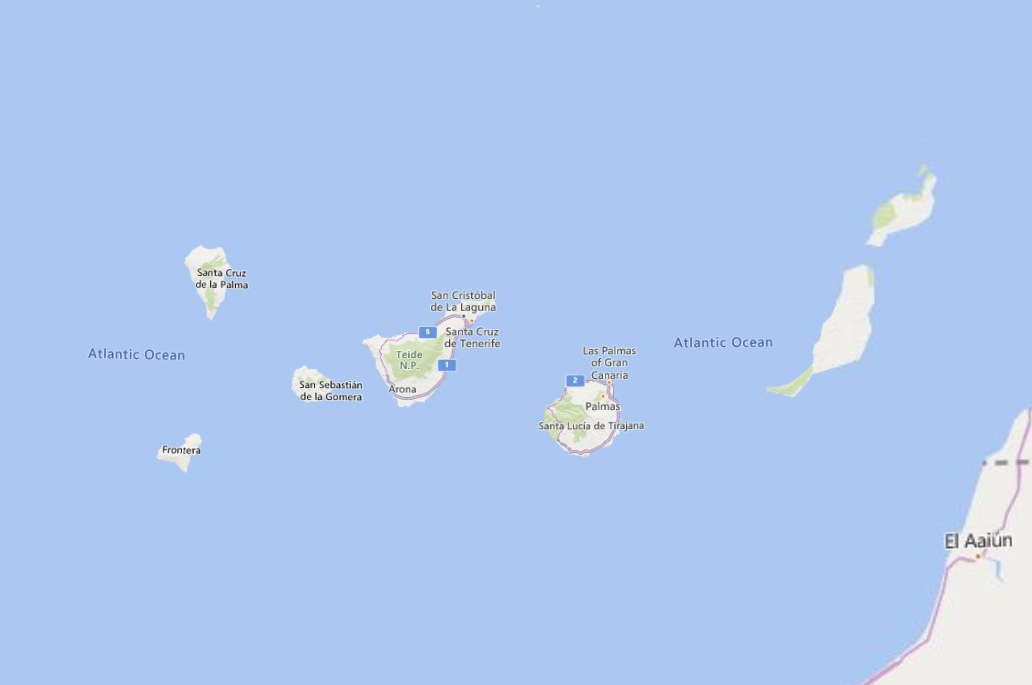 Santa Cruz
de la Palma
San Cristóbal
de La Laguna
5
Santa Cruz
de Tenerife
Atlantic Ocean
Teide
N.P.
1
Atlantic Ocean
Las Palmas
of Gran
Canaria
San Sebastián
de la Gomera
Arona
2
Palmas
Santa Lucía de Tirajana
Frontera
El Aaiún